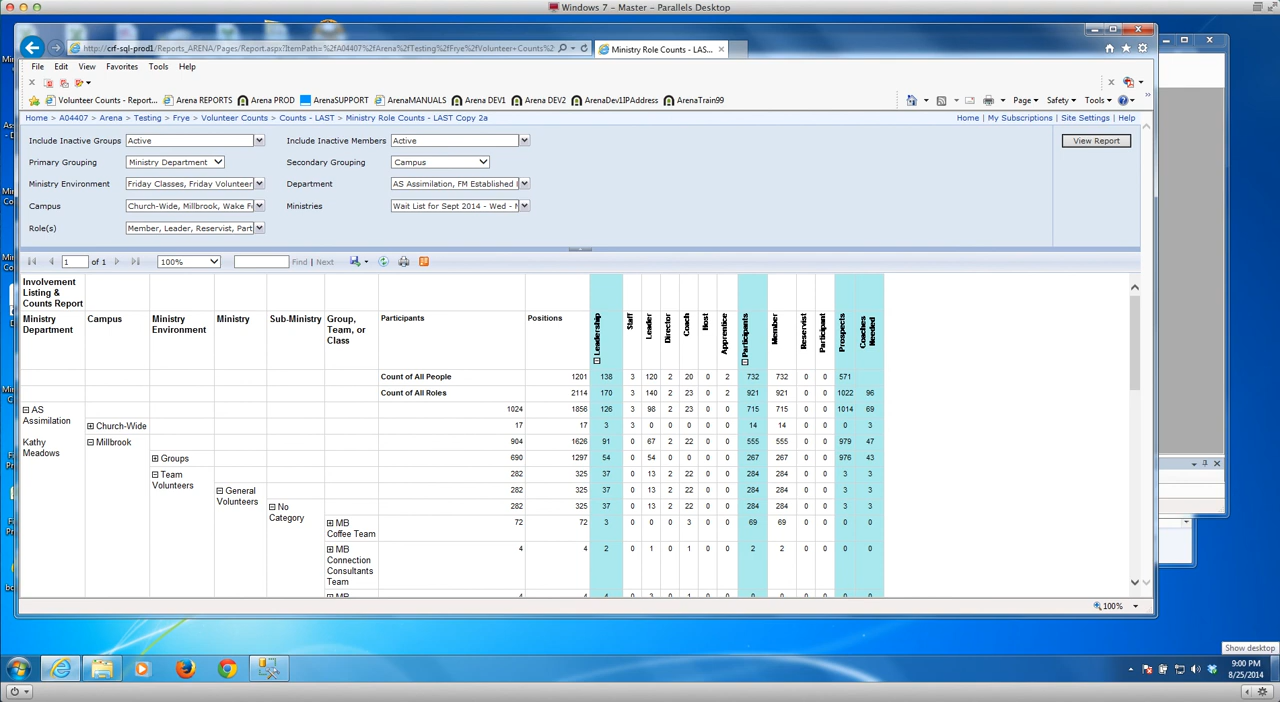 Windows 7 - Master - Parallels Desktop
http://crf-sql-prod1/Reports_ARENA/Pages/Report.aspx?ItemPath=%2fA04407%2fArena%2fTesting%2fFrye%2fVolunteer+Counts%2
Ministry Role Counts - LAST...
File Edit View Favorites Tools Help
Volunteer Counts - Report... Arena REPORTS Arena PROD ArenaSUPPORT ArenaMANUALS Arena DEV1 Arena DEV2 ArenaDev1IPAddress ArenaTrain99
Page Safety Tools
Home > A04407 > Arena > Testing > Frye > Volunteer Counts > Counts - LAST > Ministry Role Counts - LAST Copy 2a
Home | My Subscriptions | Site Settings | Help
Include Inactive Groups Active Include Inactive Members Active
View Report
Primary Grouping Ministry Department Secondary Grouping Campus
Ministry Environment Friday Classes, Friday Volunteer Department AS Assimilation, FM Established
Campus Church-Wide, Millbrook, Wake Ministries Wait List for Sept 2014 - Wed -
Role(s) Member, Leader, Reservist, Part
1 of 1 100% Find | Next
Involvement
Listing &
Counts Report
Ministry Department Campus Ministry Environment Ministry Sub-Ministry Group, Team, or Class Participants Positions Leadership Staff Leader Director Coach Host Apprentice Participants Member Reservist Participant Prospects Coaches Needed
Count of All People 1201 138 3 120 2 20 0 2 732 732 0 0 571
Count of All Roles 2114 170 3 140 2 23 0 2 921 921 0 0 1022 96
AS Assimilation 1024 1856 126 3 98 2 23 0 0 715 715 0 0 1014 69
Church-Wide 17 17 3 3 0 0 0 0 0 14 14 0 0 0 3
Kathy Meadows Millbrook 904 1626 91 0 67 2 22 0 0 555 555 0 0 979 47
Groups 690 1297 54 0 54 0 0 0 0 267 267 0 0 976 43
Team Volunteers 282 325 37 0 13 2 22 0 0 284 284 0 0 3 3
General Volunteers 282 325 37 0 13 2 22 0 0 284 284 0 0 3 3
No Category 282 325 37 0 13 2 22 0 0 284 284 0 0 3 3
MB Coffee Team 72 72 3 0 0 0 3 0 0 69 69 0 0 0 0
MB Connection Consultants Team 4 4 2 0 1 0 1 0 0 2 2 0 0 0 0
100%
Show desktop
9:00 PM
8/25/2014